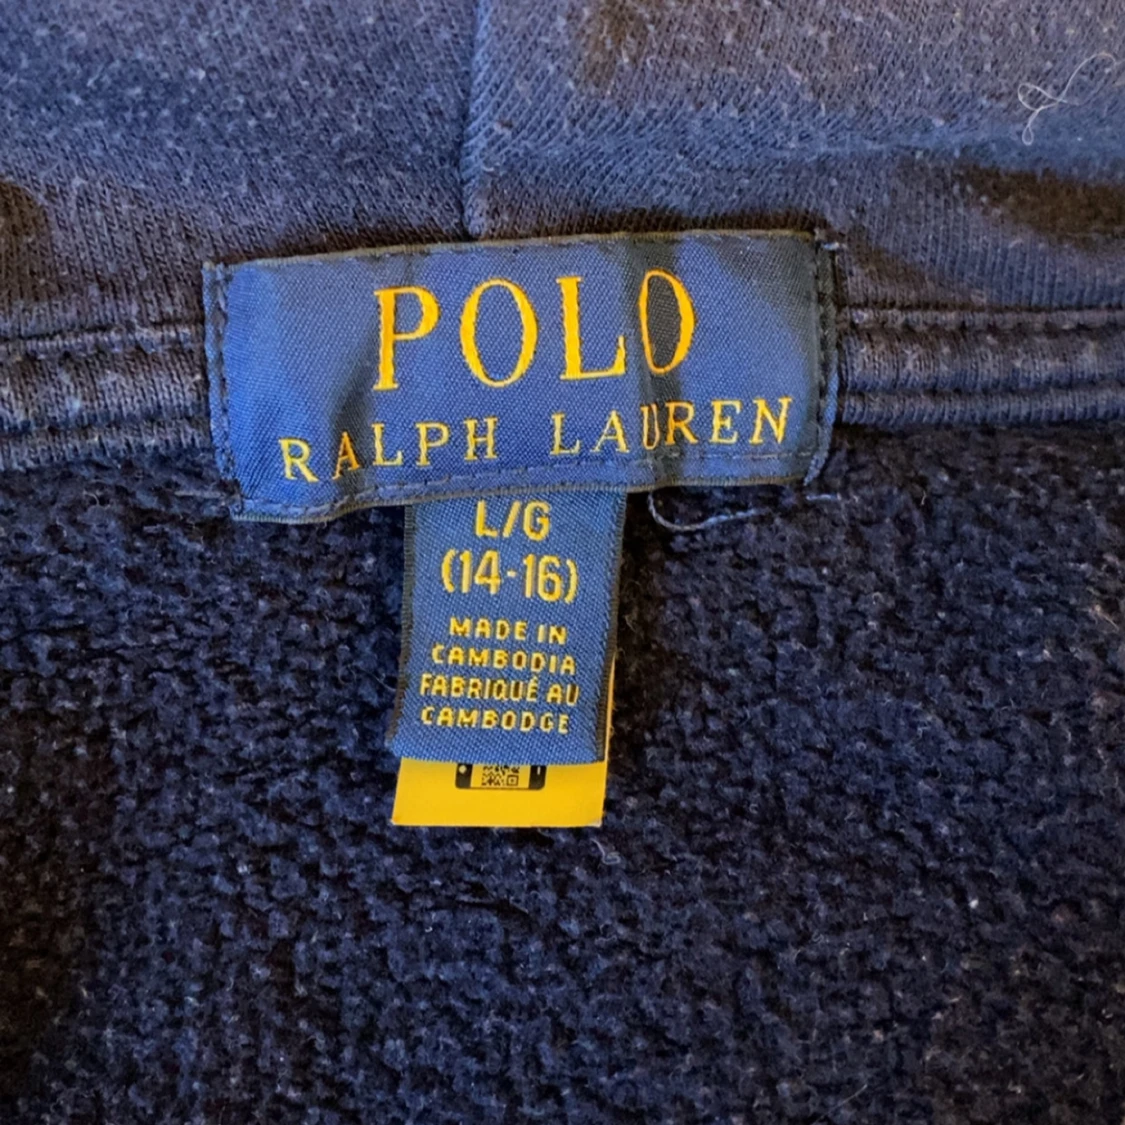 POLO
RALPH LAUREN
L/G
(14-16)
MADE IN
CAMBODIA
FABRIQUÉ AU
CAMBODGE